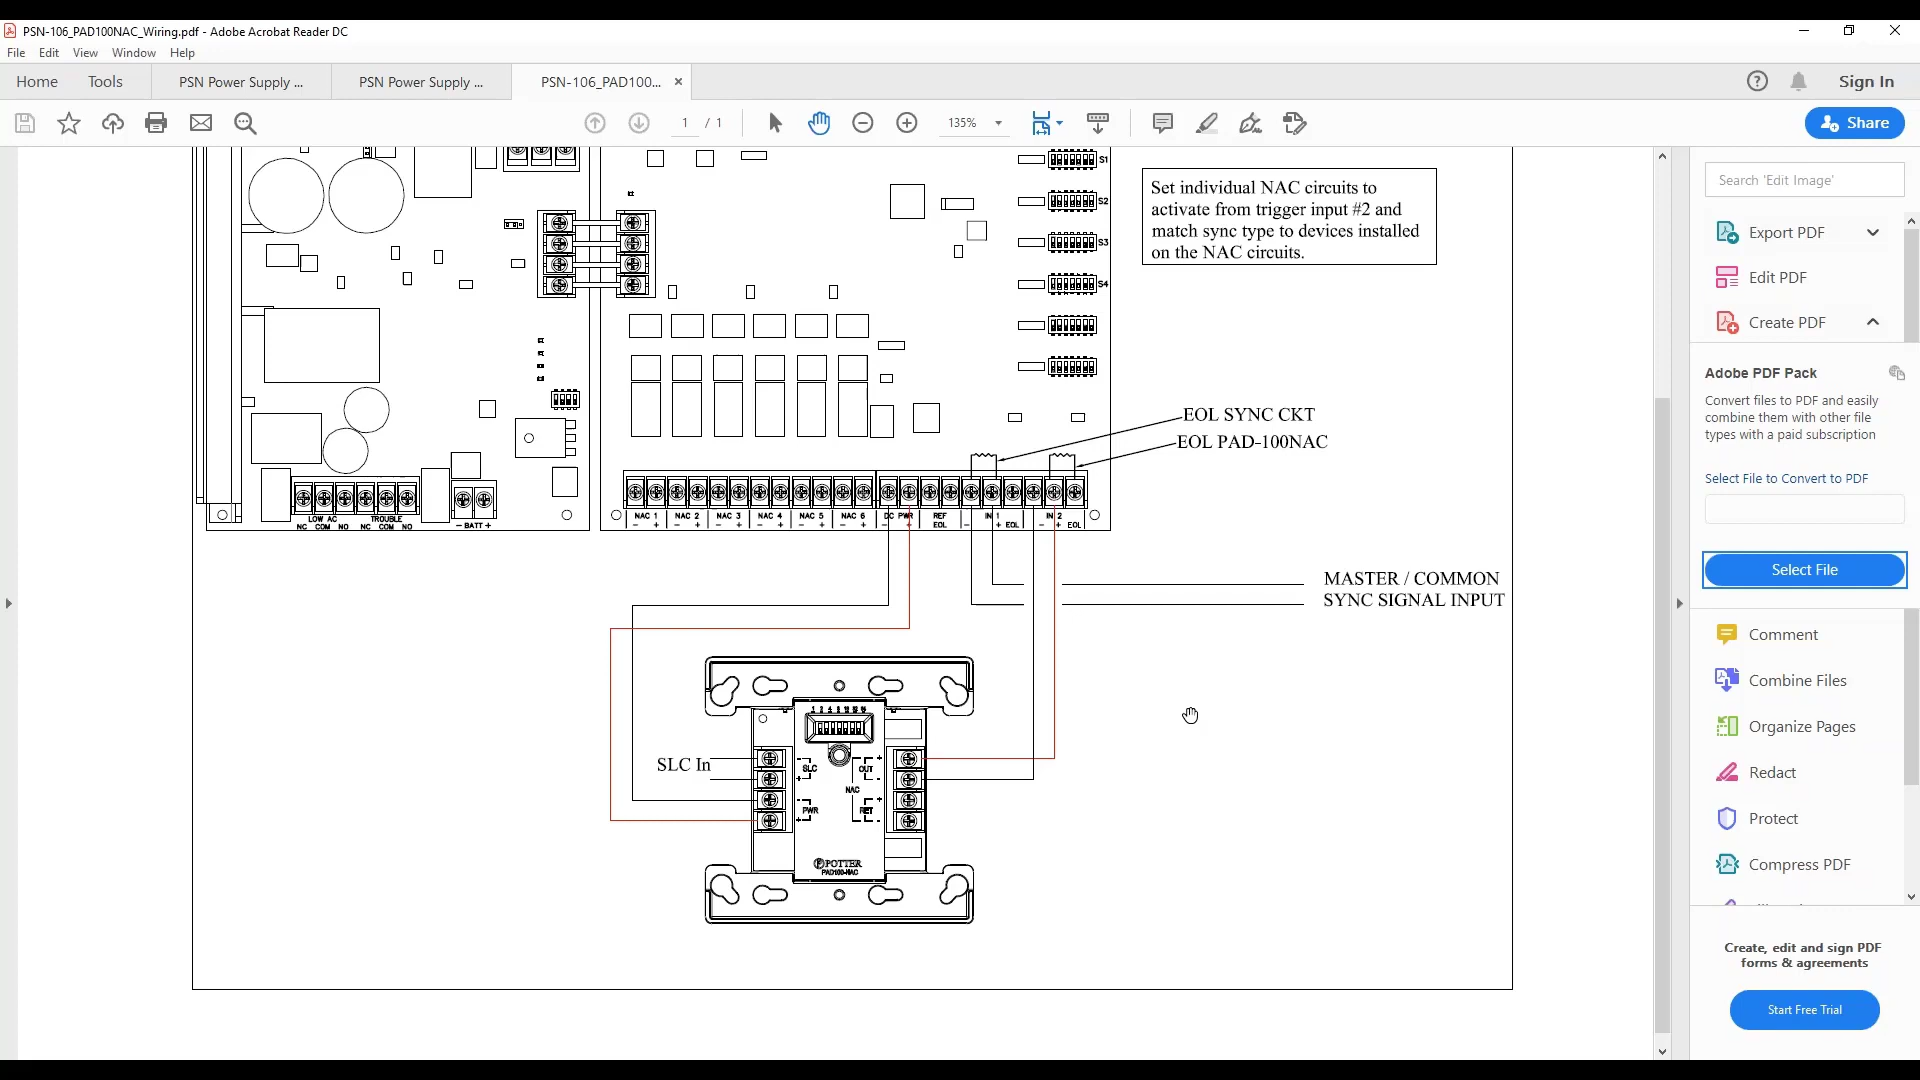 PSN-106_PAD100NAC_Wiring.pdf - Adobe Acrobat Reader DC
File Edit View Window Help
Home Tools PSN Power Supply ... PSN Power Supply ... PSN-106_PAD100... × Sign In
1 / 1 135% Share
Search 'Edit Image'
Export PDF
Edit PDF
Create PDF
Adobe PDF Pack
Convert files to PDF and easily
combine them with other file
types with a paid subscription
Select File to Convert to PDF
Select File
Comment
Combine Files
Organize Pages
Redact
Protect
Compress PDF
Create, edit and sign PDF
forms & agreements
Start Free Trial
S1
S2
S3
S4
Set individual NAC circuits to
activate from trigger input #2 and
match sync type to devices installed
on the NAC circuits.
EOL SYNC CKT
EOL PAD-100NAC
LOW AC TROUBLE
NC COM NO NC COM NO
- BATT +
NAC 1 NAC 2 NAC 3 NAC 4 NAC 5 NAC 6 DC PWR REF IN 1 IN 2
- + - + - + - + - + - + - + EOL - + EOL - + EOL
MASTER / COMMON
SYNC SIGNAL INPUT
SLC In
SLC
PWR
OUT
NAC
RET
POTTER
PAD100-NAC